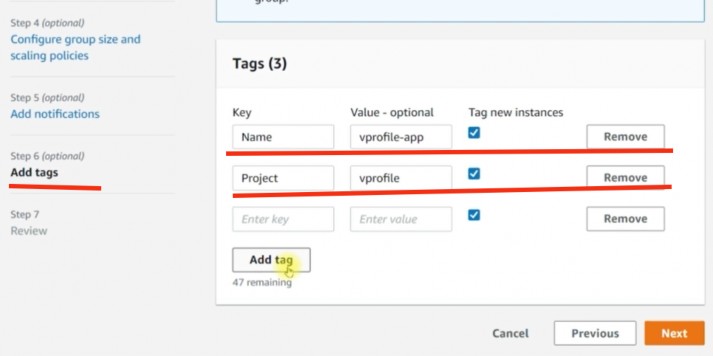 group.
Step 4 (optional)
Configure group size and
scaling policies
Step 5 (optional)
Add notifications
Step 6 (optional)
Add tags
Step 7
Review
Tags (3)
Key Value - optional Tag new instances
Name vprofile-app Remove
Project vprofile Remove
Enter key Enter value Remove
Add tag
47 remaining
Cancel Previous Next